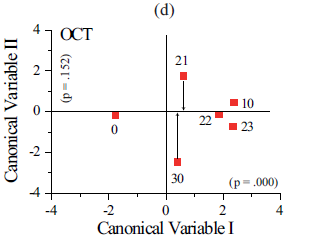 (d)
OCT
Canonical Variable II
4
2
0
-2
-4
(p = .152)
21
10
22
23
0
30
(p = .000)
-4
-2
0
2
4
Canonical Variable I